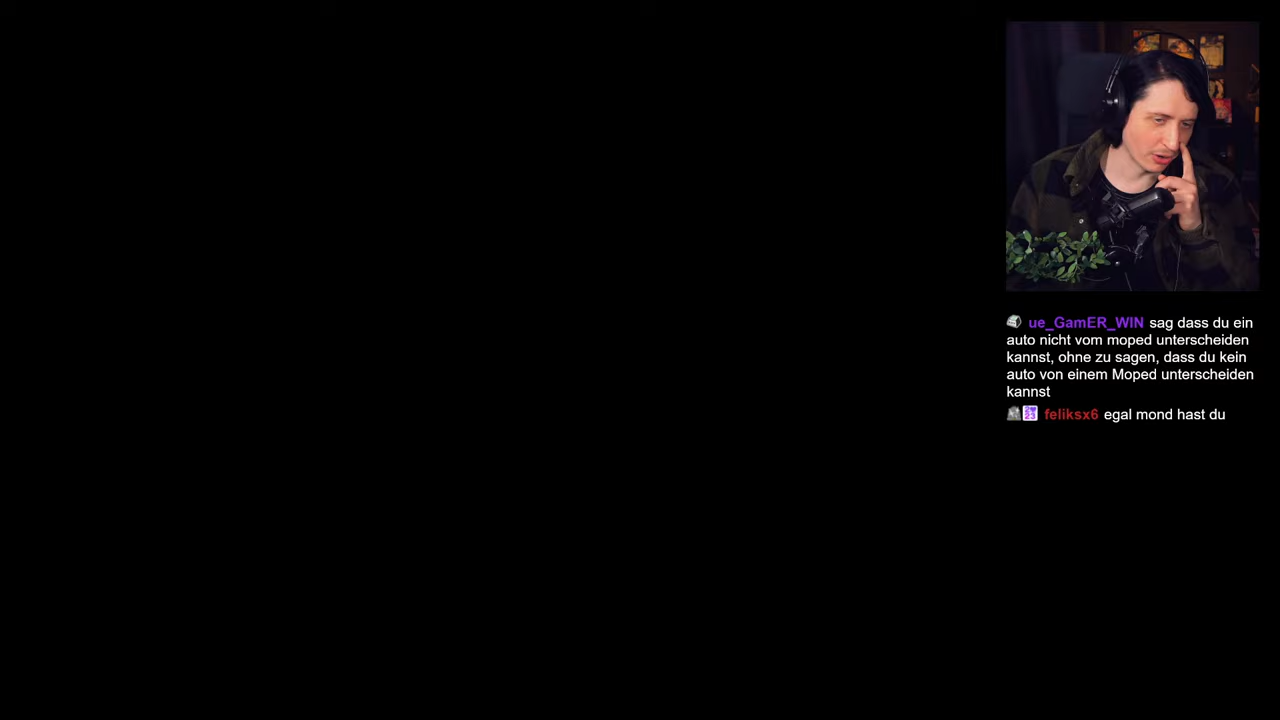 ue_GamER_WIN sag dass du ein
auto nicht vom moped unterscheiden
kannst, ohne zu sagen, dass du kein
auto von einem Moped unterscheiden
kannst
feliksx6 egal mond hast du